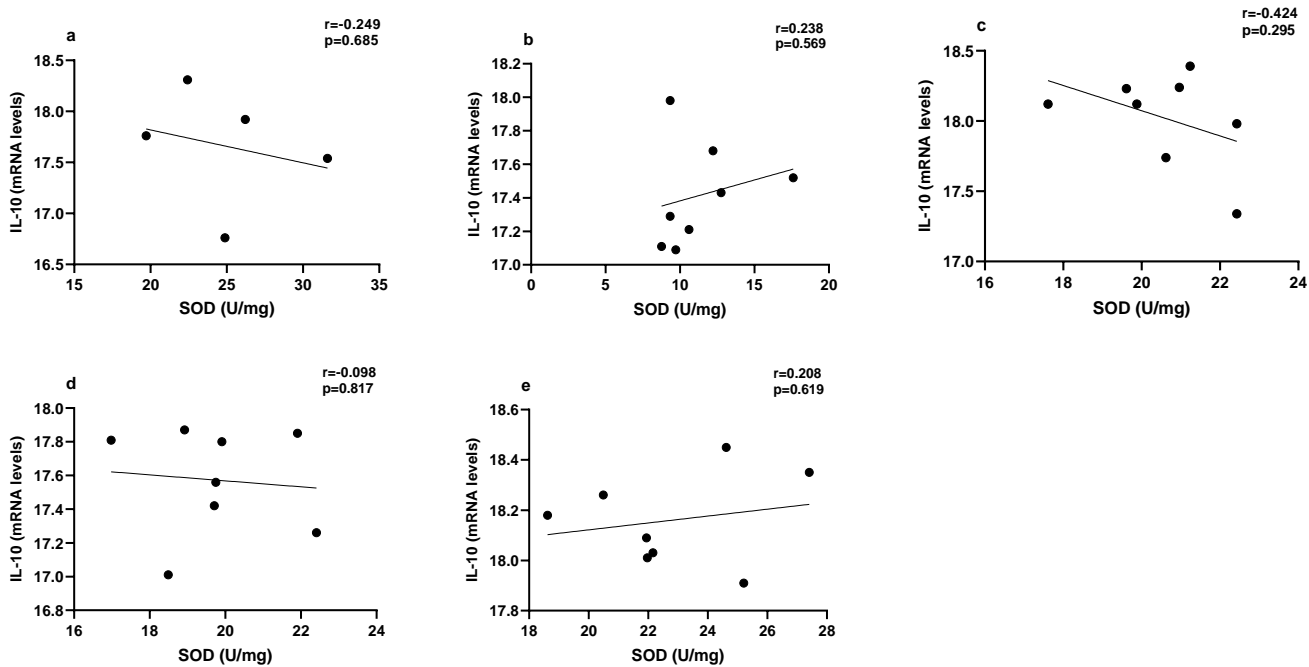 a
r=-0.249
p=0.685
IL-10 (mRNA levels)
18.5
18.0
17.5
17.0
16.5
15 20 25 30 35
SOD (U/mg)
b
r=0.238
p=0.569
IL-10 (mRNA levels)
18.2
18.0
17.8
17.6
17.4
17.2
17.0
0 5 10 15 20
SOD (U/mg)
c
r=-0.424
p=0.295
IL-10 (mRNA levels)
18.5
18.0
17.5
17.0
16 18 20 22 24
SOD (U/mg)
d
r=-0.098
p=0.817
IL-10 (mRNA levels)
18.0
17.8
17.6
17.4
17.2
17.0
16.8
16 18 20 22 24
SOD (U/mg)
e
r=0.208
p=0.619
IL-10 (mRNA levels)
18.6
18.4
18.2
18.0
17.8
18 20 22 24 26 28
SOD (U/mg)